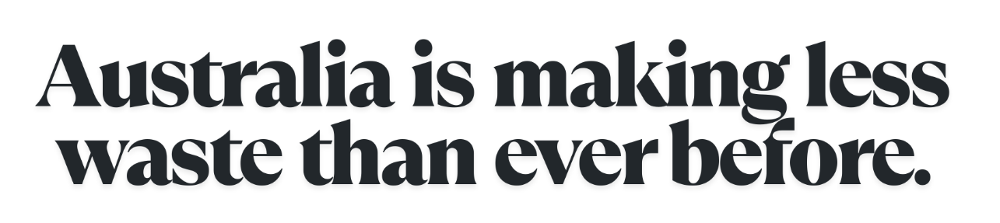 Australia is making less
waste than ever before.